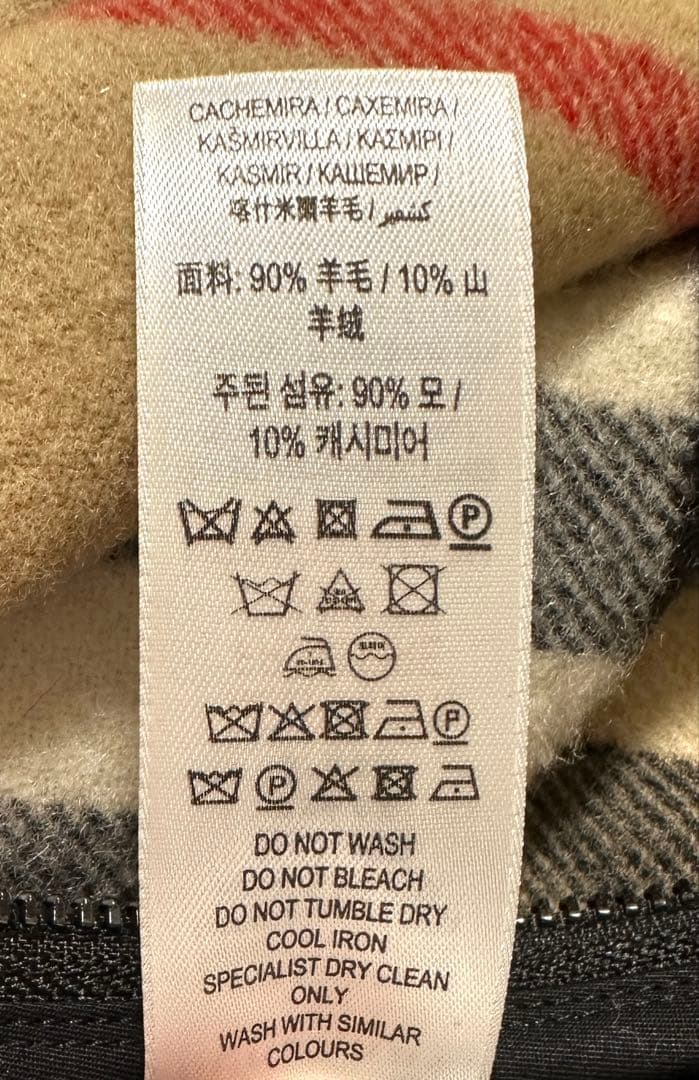 CACHEMIRA / CAXEMIRA /
KAŠMIRVILLA / ΚΑΣΜΙΡΙ /
KASMİR / КАШЕМИР /
喀什米爾羊毛 / كشمير
面料: 90% 羊毛 / 10% 山
羊绒
주된 섬유: 90% 모 /
10% 캐시미어
P
F
P
DO NOT WASH
DO NOT BLEACH
DO NOT TUMBLE DRY
COOL IRON
SPECIALIST DRY CLEAN
ONLY
WASH WITH SIMILAR
COLOURS